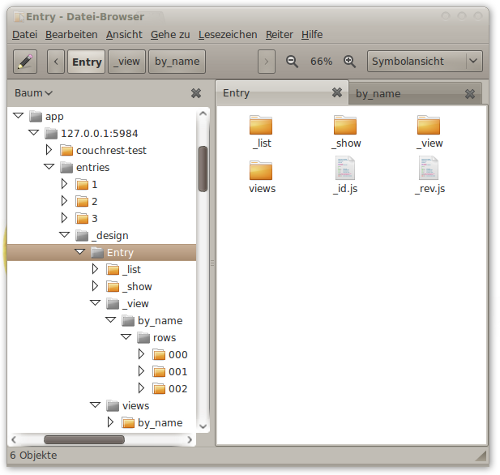 Entry - Datei-Browser
Datei Bearbeiten Ansicht Gehe zu Lesezeichen Reiter Hilfe
Entry _view by_name 66% Symbolansicht
Baum
app
127.0.0.1:5984
couchrest-test
entries
1
2
3
_design
Entry
_list
_show
_view
by_name
rows
000
001
002
views
by_name
Entry by_name
_list _show _view
views _id.js _rev.js
6 Objekte